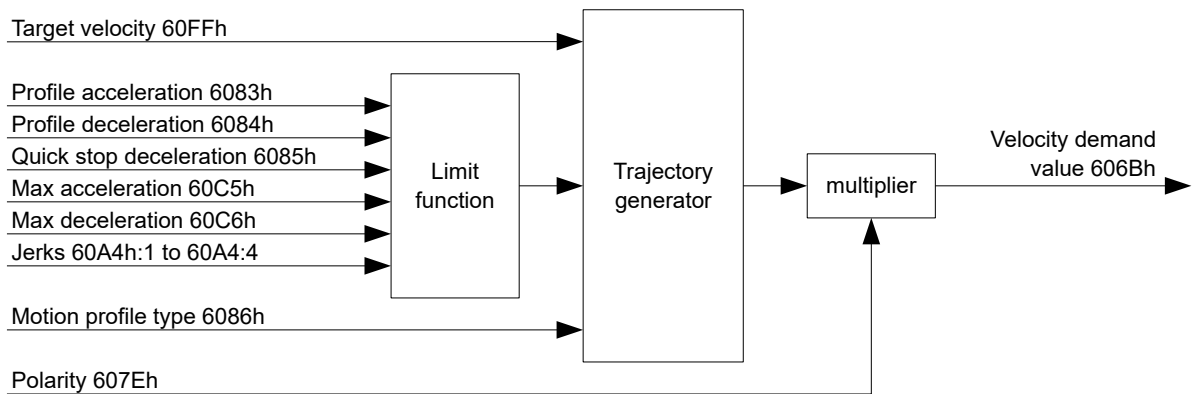 Target velocity 60FFh
Profile acceleration 6083h
Profile deceleration 6084h
Quick stop deceleration 6085h
Max acceleration 60C5h
Max deceleration 60C6h
Jerks 60A4h:1 to 60A4:4
Motion profile type 6086h
Polarity 607Eh
Limit
function
Trajectory
generator
multiplier
Velocity demand
value 606Bh